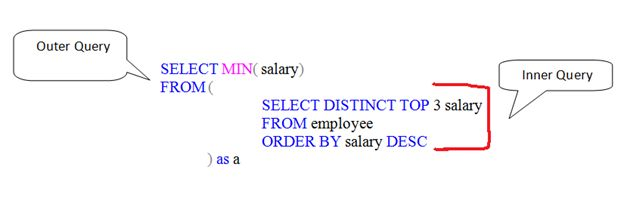 Outer Query
SELECT MIN( salary)
FROM (
Inner Query
SELECT DISTINCT TOP 3 salary
FROM employee
ORDER BY salary DESC
) as a